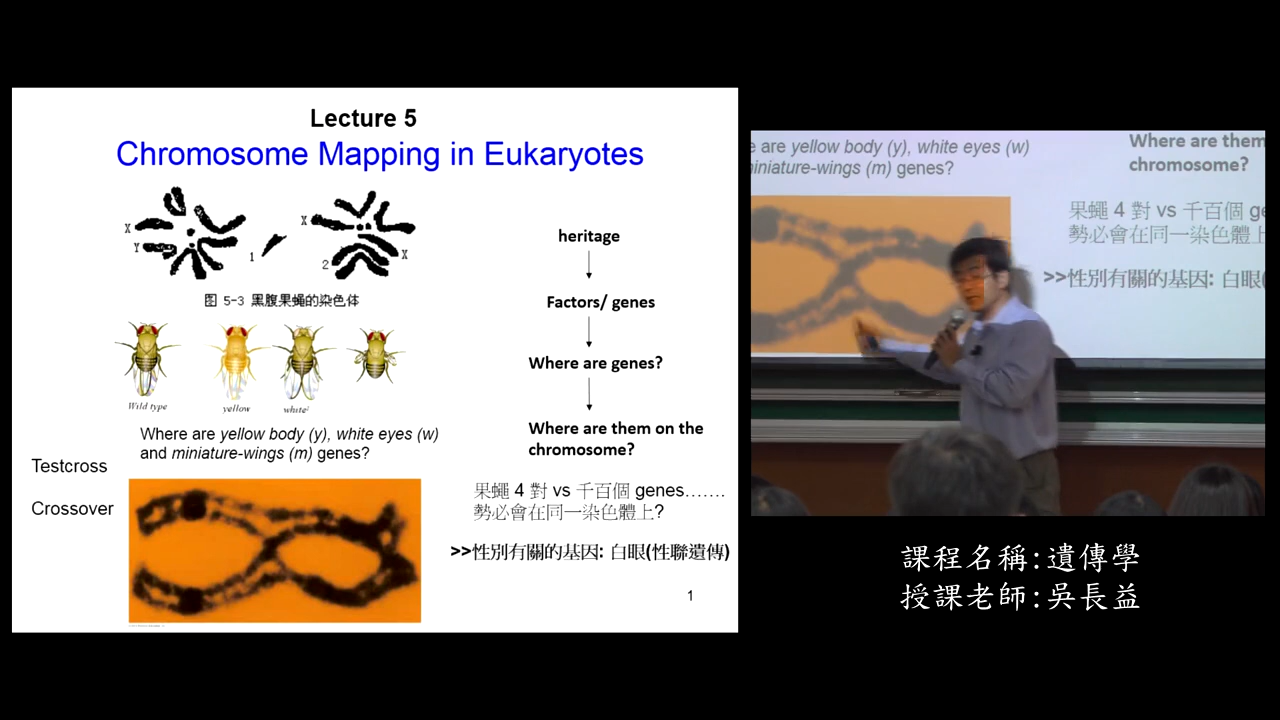 Lecture 5
Chromosome Mapping in Eukaryotes
X
Y
1
X
2
X
图 5-3 黑腹果蝇的染色体
Wild type
yellow
white
Where are yellow body (y), white eyes (w)
and miniature-wings (m) genes?
Testcross
Crossover
heritage
Factors/ genes
Where are genes?
Where are them on the
chromosome?
果蠅 4 對 vs 千百個 genes…….
勢必會在同一染色體上?
>>性別有關的基因: 白眼(性聯遺傳)
1
e are yellow body (y), white eyes (w)
iniature-wings (m) genes?
Where are them
chromosome?
果蠅 4 對 vs 千百個 ge
勢必會在同一染色體上
>>性別有關的基因: 白眼(
課程名稱:遺傳學
授課老師:吳長益